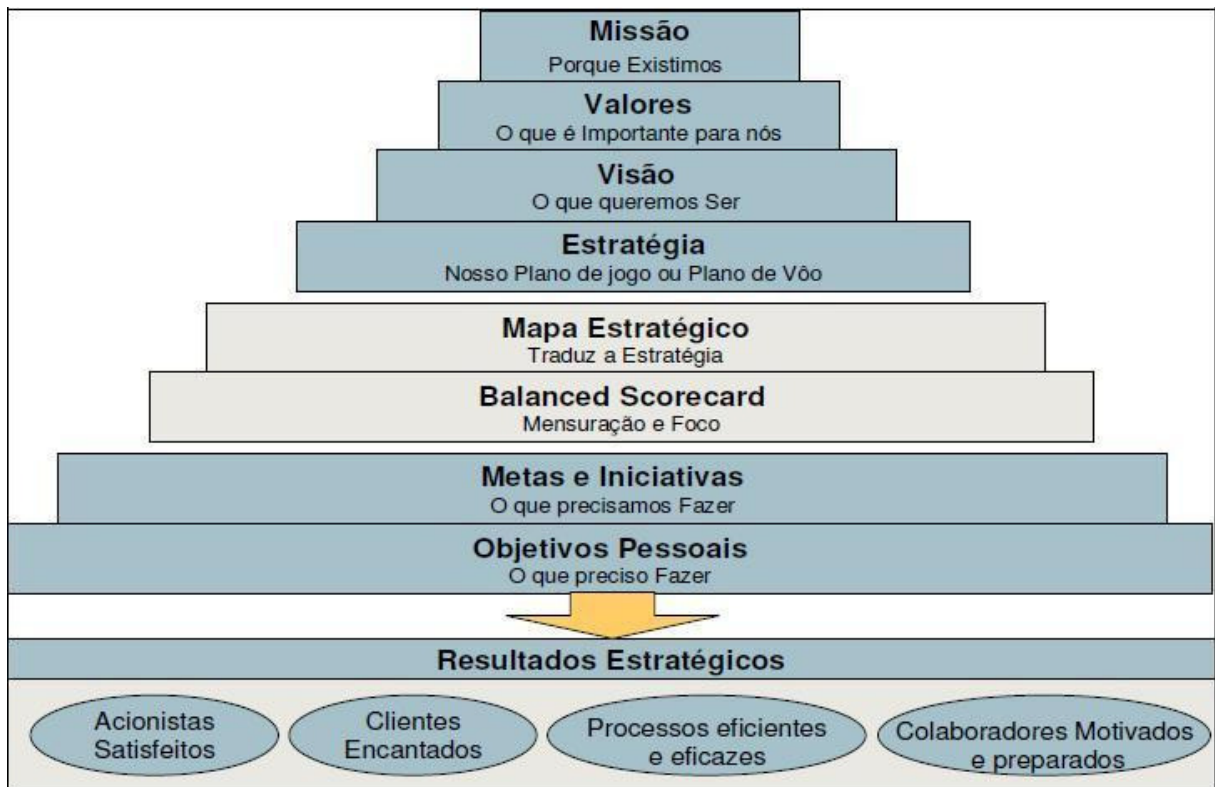 Missão
Porque Existimos
Valores
O que é Importante para nós
Visão
O que queremos Ser
Estratégia
Nosso Plano de jogo ou Plano de Vôo
Mapa Estratégico
Traduz a Estratégia
Balanced Scorecard
Mensuração e Foco
Metas e Iniciativas
O que precisamos Fazer
Objetivos Pessoais
O que preciso Fazer
Resultados Estratégicos
Acionistas
Satisfeitos
Clientes
Encantados
Processos eficientes
e eficazes
Colaboradores Motivados
e preparados